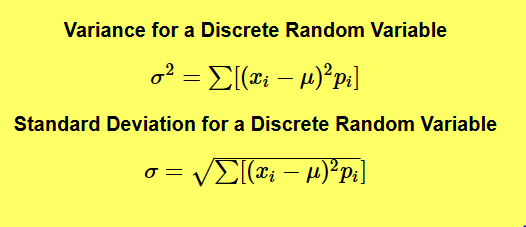 Variance for a Discrete Random Variable
σ² = ∑[(xᵢ − μ)²pᵢ]
Standard Deviation for a Discrete Random Variable
σ = √∑[(xᵢ − μ)²pᵢ]